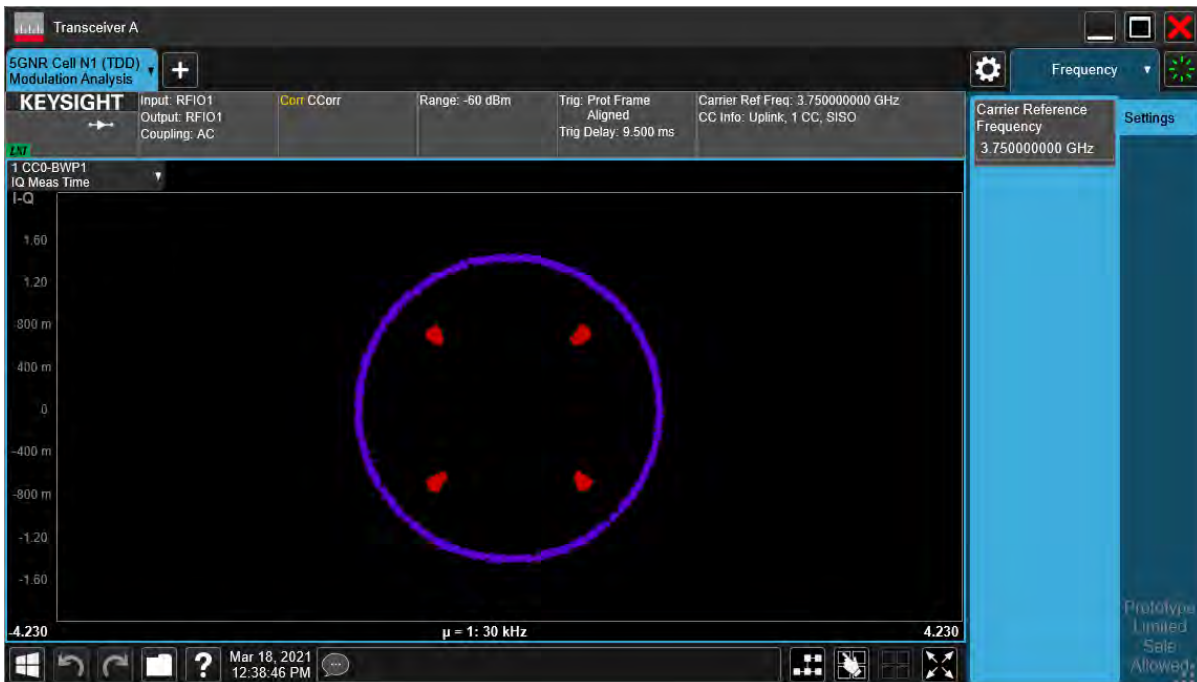 Transceiver A
5GNR Cell N1 (TDD)
Modulation Analysis
+
Frequency
KEYSIGHT
LXI
Input: RFIO1
Output: RFIO1
Coupling: AC
Corr CCorr
Range: -60 dBm
Trig: Prot Frame
Aligned
Trig Delay: 9.500 ms
Carrier Ref Freq: 3.750000000 GHz
CC Info: Uplink, 1 CC, SISO
Carrier Reference
Frequency
3.750000000 GHz
Settings
1 CC0-BWP1
IQ Meas Time
I-Q
1.60
1.20
800 m
400 m
0
-400 m
-800 m
-1.20
-1.60
-4.230
µ = 1: 30 kHz
4.230
Prototype
Limited
Sale
Allowed
?
Mar 18, 2021
12:38:46 PM